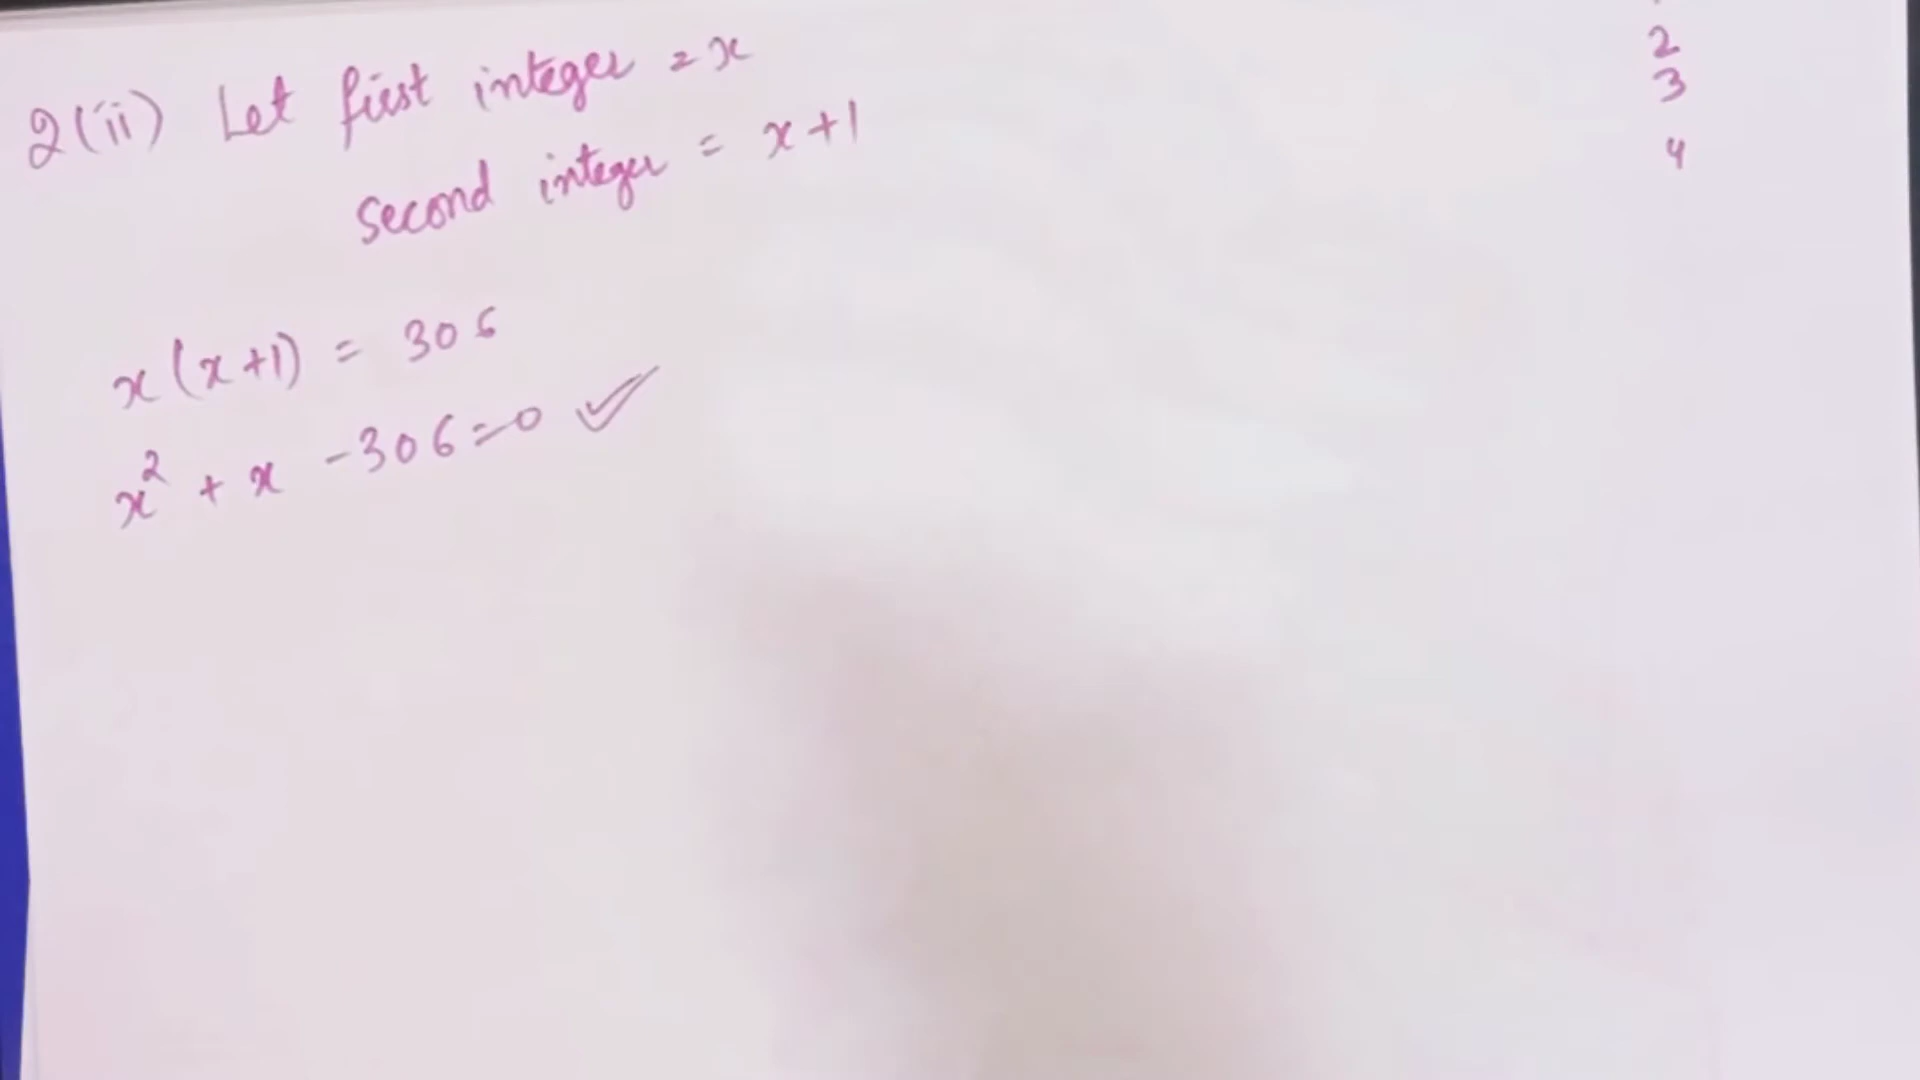 2(ii) Let first integer = x
Second integer = x+1
x(x+1) = 306
x² + x - 306=0 ✓
2
3
4